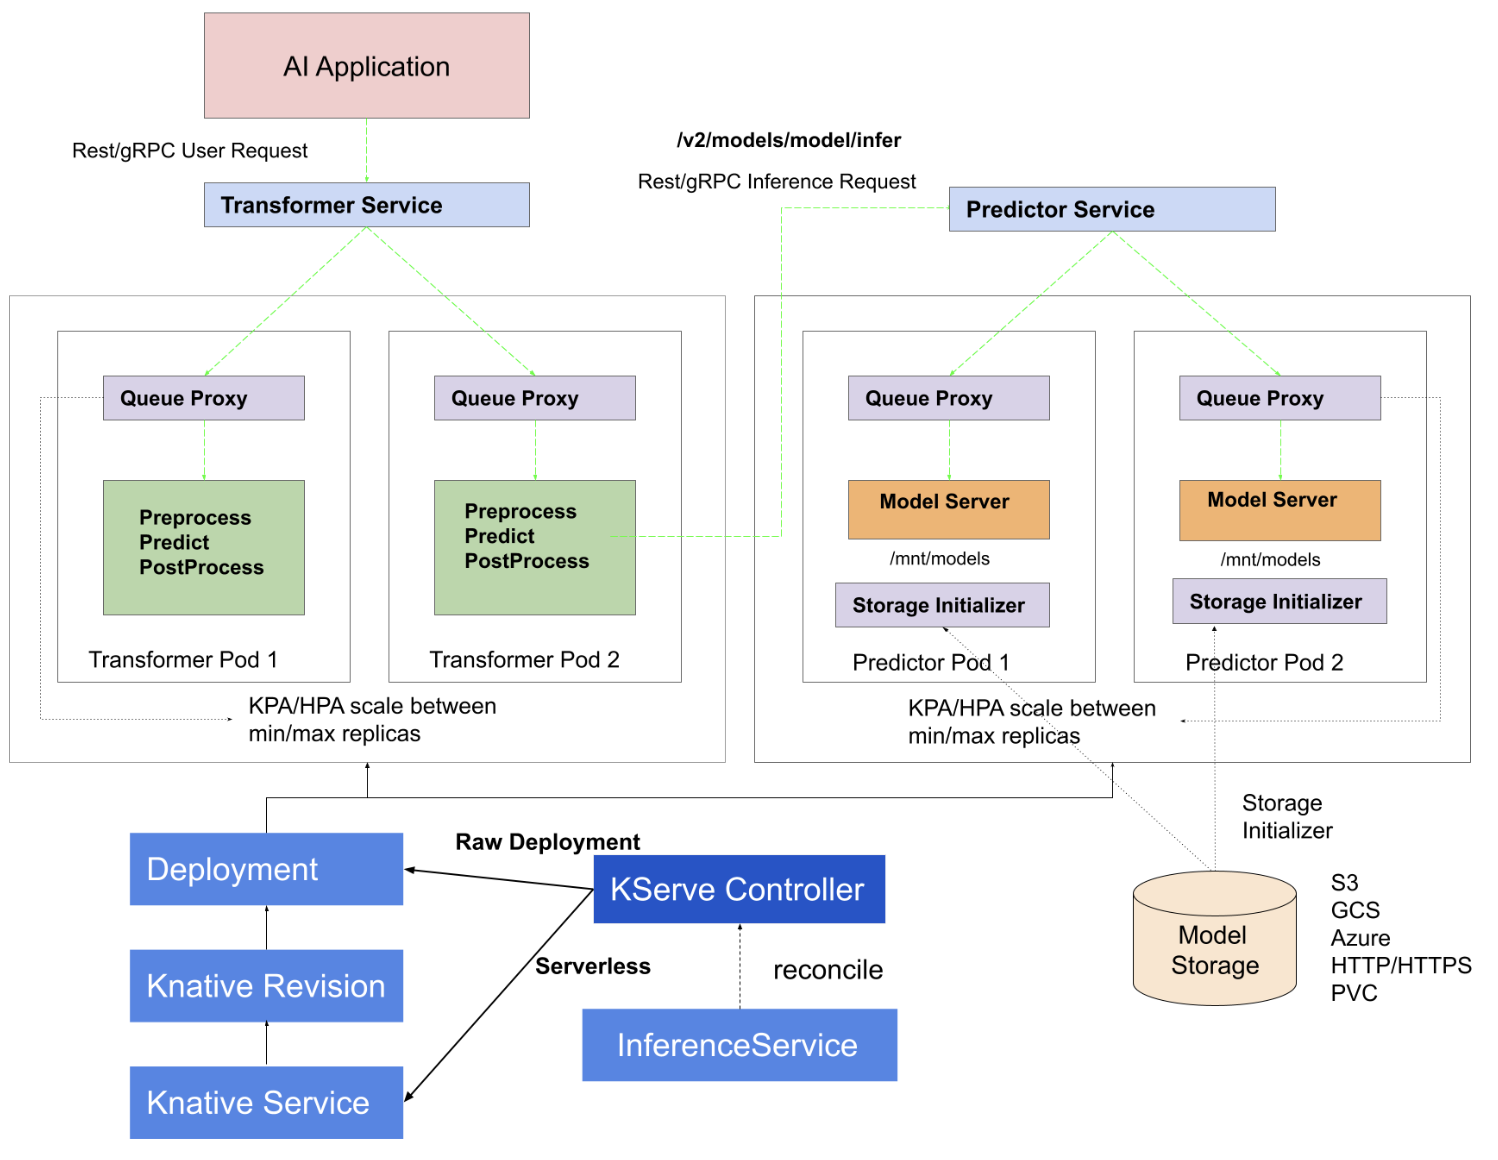 AI Application
Rest/gRPC User Request
Transformer Service
/v2/models/model/infer
Rest/gRPC Inference Request
Predictor Service
Queue Proxy
Preprocess
Predict
PostProcess
Transformer Pod 1
Queue Proxy
Preprocess
Predict
PostProcess
Transformer Pod 2
KPA/HPA scale between
min/max replicas
Queue Proxy
Model Server
/mnt/models
Storage Initializer
Predictor Pod 1
Queue Proxy
Model Server
/mnt/models
Storage Initializer
Predictor Pod 2
KPA/HPA scale between
min/max replicas
Deployment
Knative Revision
Knative Service
Raw Deployment
KServe Controller
Serverless
reconcile
InferenceService
Storage
Initializer
Model
Storage
S3
GCS
Azure
HTTP/HTTPS
PVC